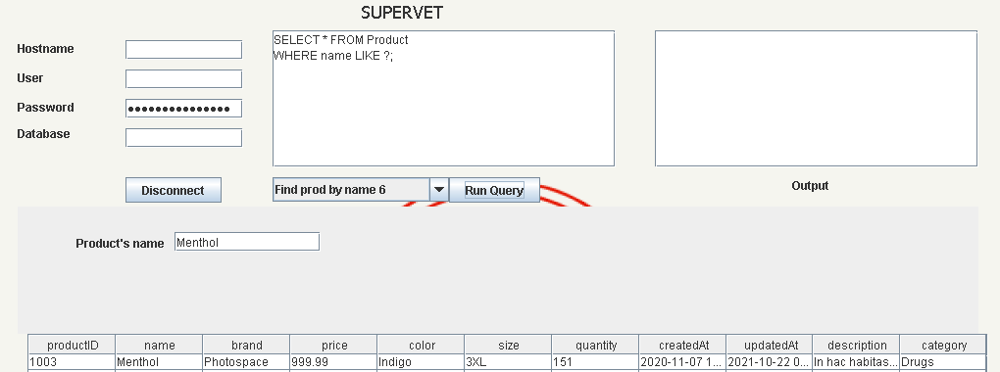 SUPERVET
Hostname
User
Password
Database
SELECT * FROM Product
WHERE name LIKE ?;
Disconnect
Find prod by name 6
Run Query
Output
Product's name
Menthol
productID name brand price color size quantity createdAt updatedAt description category
1003 Menthol Photospace 999.99 Indigo 3XL 151 2020-11-07 1... 2021-10-22 0... In hac habitas... Drugs